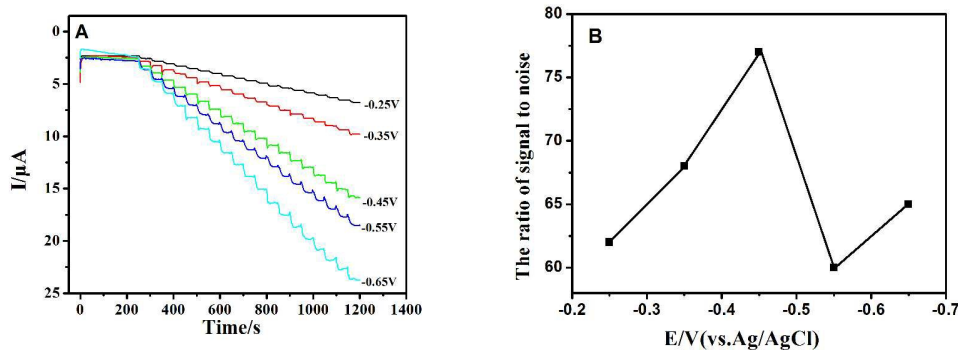 A
I/μA
0
5
10
15
20
25
-0.25V
-0.35V
-0.45V
-0.55V
-0.65V
0 200 400 600 800 1000 1200 1400
Time/s
B
The ratio of signal to noise
80
75
70
65
60
-0.2 -0.3 -0.4 -0.5 -0.6 -0.7
E/V(vs.Ag/AgCl)